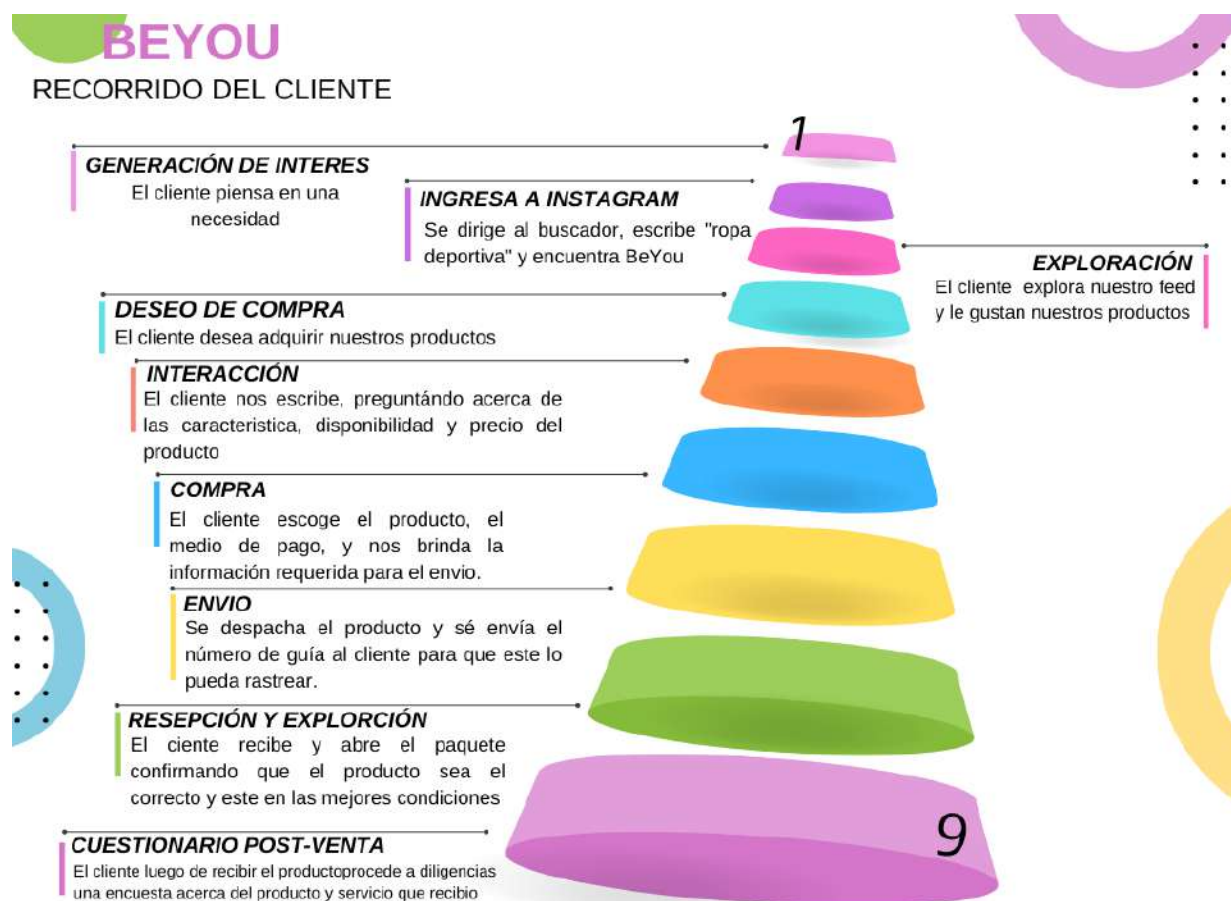 BEYOU
RECORRIDO DEL CLIENTE
1
GENERACIÓN DE INTERES
El cliente piensa en una
necesidad
INGRESA A INSTAGRAM
Se dirige al buscador, escribe "ropa
deportiva" y encuentra BeYou
EXPLORACIÓN
El cliente explora nuestro feed
y le gustan nuestros productos
DESEO DE COMPRA
El cliente desea adquirir nuestros productos
INTERACCIÓN
El cliente nos escribe, preguntándo acerca de
las caracteristica, disponibilidad y precio del
producto
COMPRA
El cliente escoge el producto, el
medio de pago, y nos brinda la
información requerida para el envio.
ENVIO
Se despacha el producto y sé envía el
número de guía al cliente para que este lo
pueda rastrear.
RESEPCIÓN Y EXPLORCIÓN
El ciente recibe y abre el paquete
confirmando que el producto sea el
correcto y este en las mejores condiciones
9
CUESTIONARIO POST-VENTA
El cliente luego de recibir el productoprocede a diligencias
una encuesta acerca del producto y servicio que recibio